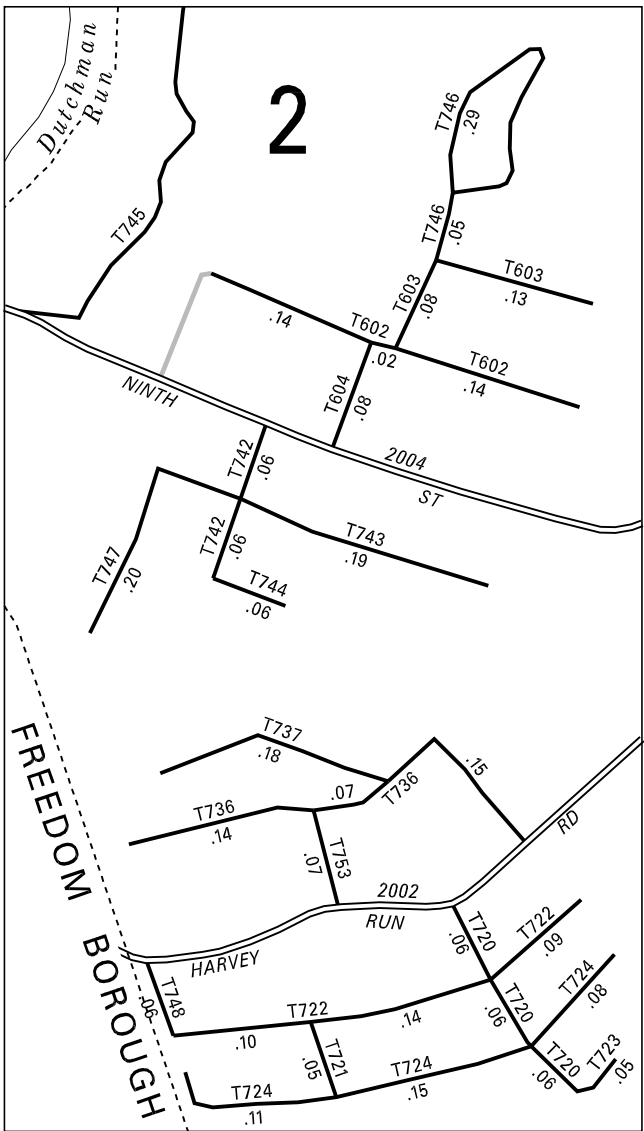 Dutchman
Run
2
T745
T746
.29
T746
.05
T603
.13
T603
.08
.14
T602
.02
T602
.14
T604
.08
NINTH
2004
ST
T742
.06
T742
.06
T743
.19
T744
.06
T747
.20
T737
.18
.07
T736
.15
T736
.14
T753
.07
2002
RUN
RD
HARVEY
FREEDOM
BOROUGH
T748
.06
T720
.06
T722
.09
T722
.10
.14
T720
.06
T724
.08
T721
.05
T724
.15
T724
.11
T720
.06
T723
.05